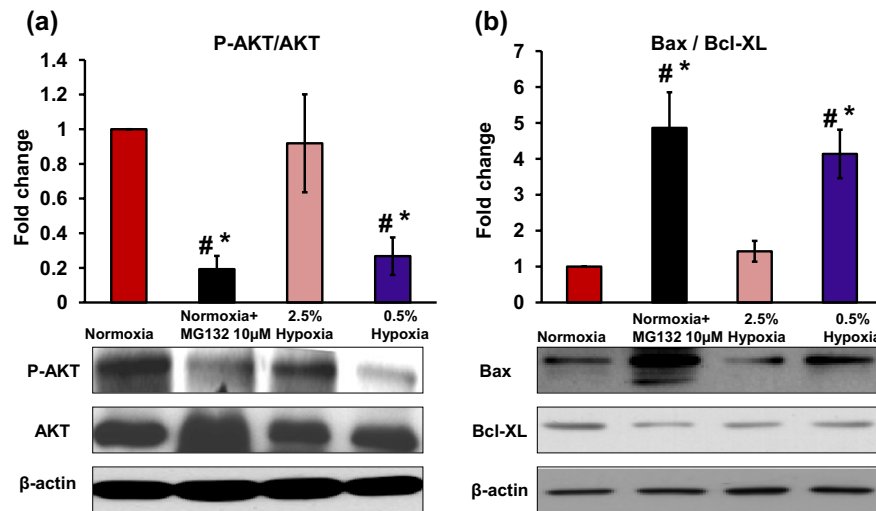 (a)
P-AKT/AKT
Fold change
1.4
1.2
1
0.8
0.6
0.4
0.2
0
# *
# *
Normoxia
Normoxia+
MG132 10µM
2.5%
Hypoxia
0.5%
Hypoxia
P-AKT
AKT
β-actin
(b)
Bax / Bcl-XL
Fold change
7
6
5
4
3
2
1
0
# *
# *
Normoxia
Normoxia+
MG132 10µM
2.5%
Hypoxia
0.5%
Hypoxia
Bax
Bcl-XL
β-actin